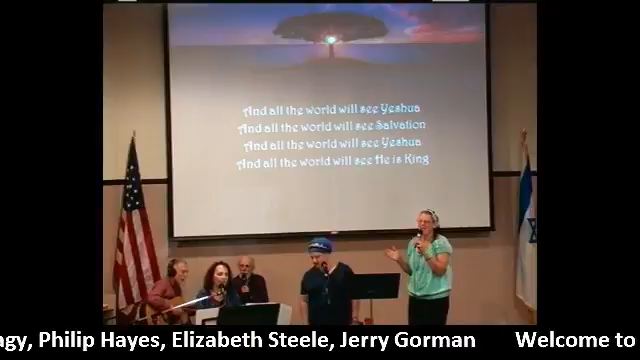 And all the world will see Yeshua
And all the world will see Salvation
And all the world will see Yeshua
And all the world will see He is King
agy, Philip Hayes, Elizabeth Steele, Jerry Gorman Welcome to